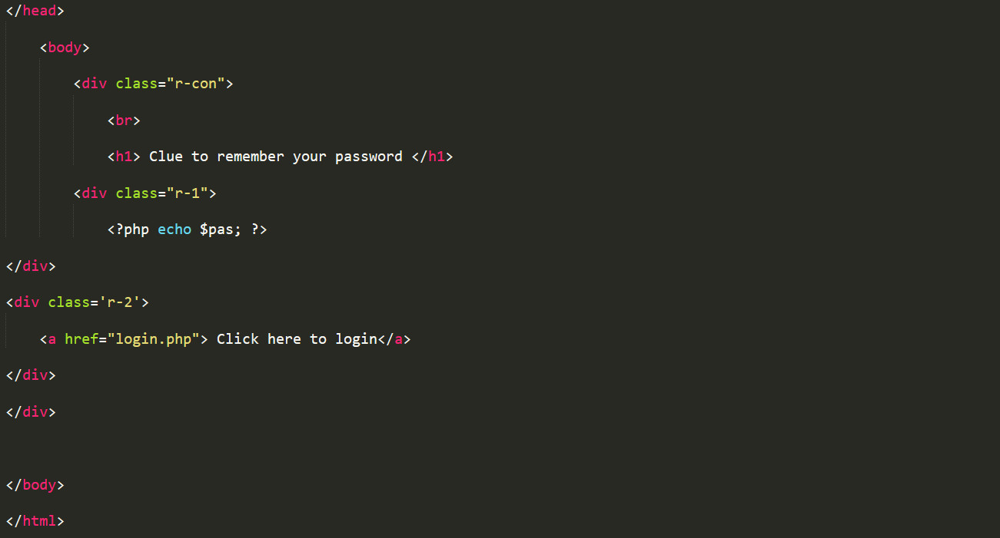 </head>
<body>
<div class="r-con">
<br>
<h1> Clue to remember your password </h1>
<div class="r-1">
<?php echo $pas; ?>
</div>
<div class='r-2'>
<a href="login.php"> Click here to login</a>
</div>
</div>
</body>
</html>